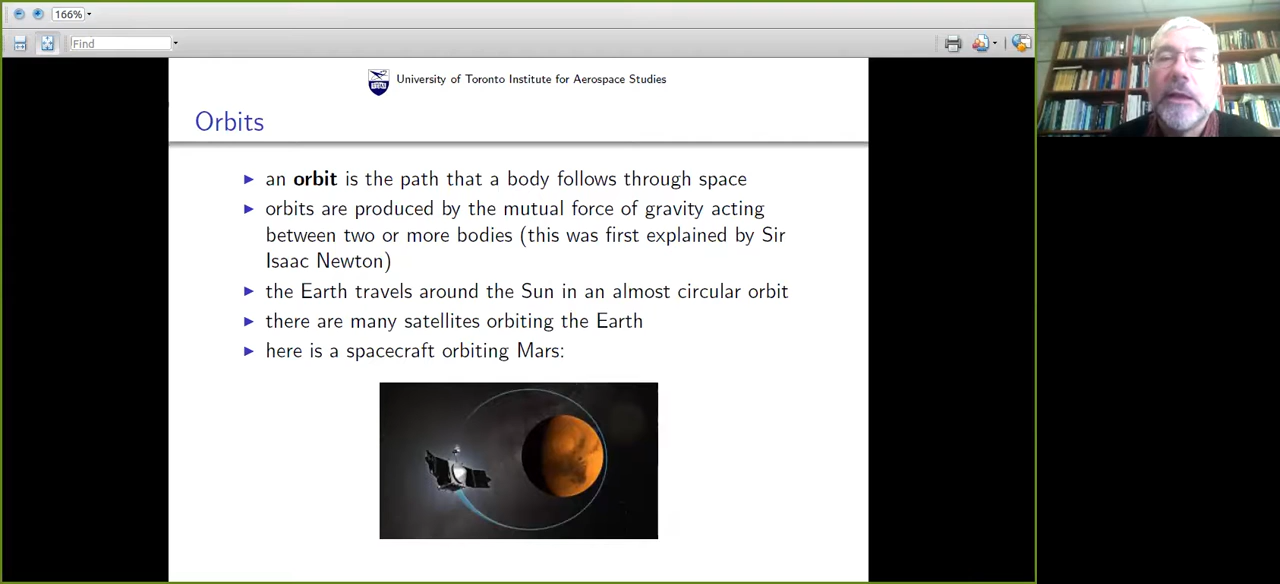 166%
Find
University of Toronto Institute for Aerospace Studies
Orbits
an orbit is the path that a body follows through space
orbits are produced by the mutual force of gravity acting
between two or more bodies (this was first explained by Sir
Isaac Newton)
the Earth travels around the Sun in an almost circular orbit
there are many satellites orbiting the Earth
here is a spacecraft orbiting Mars: